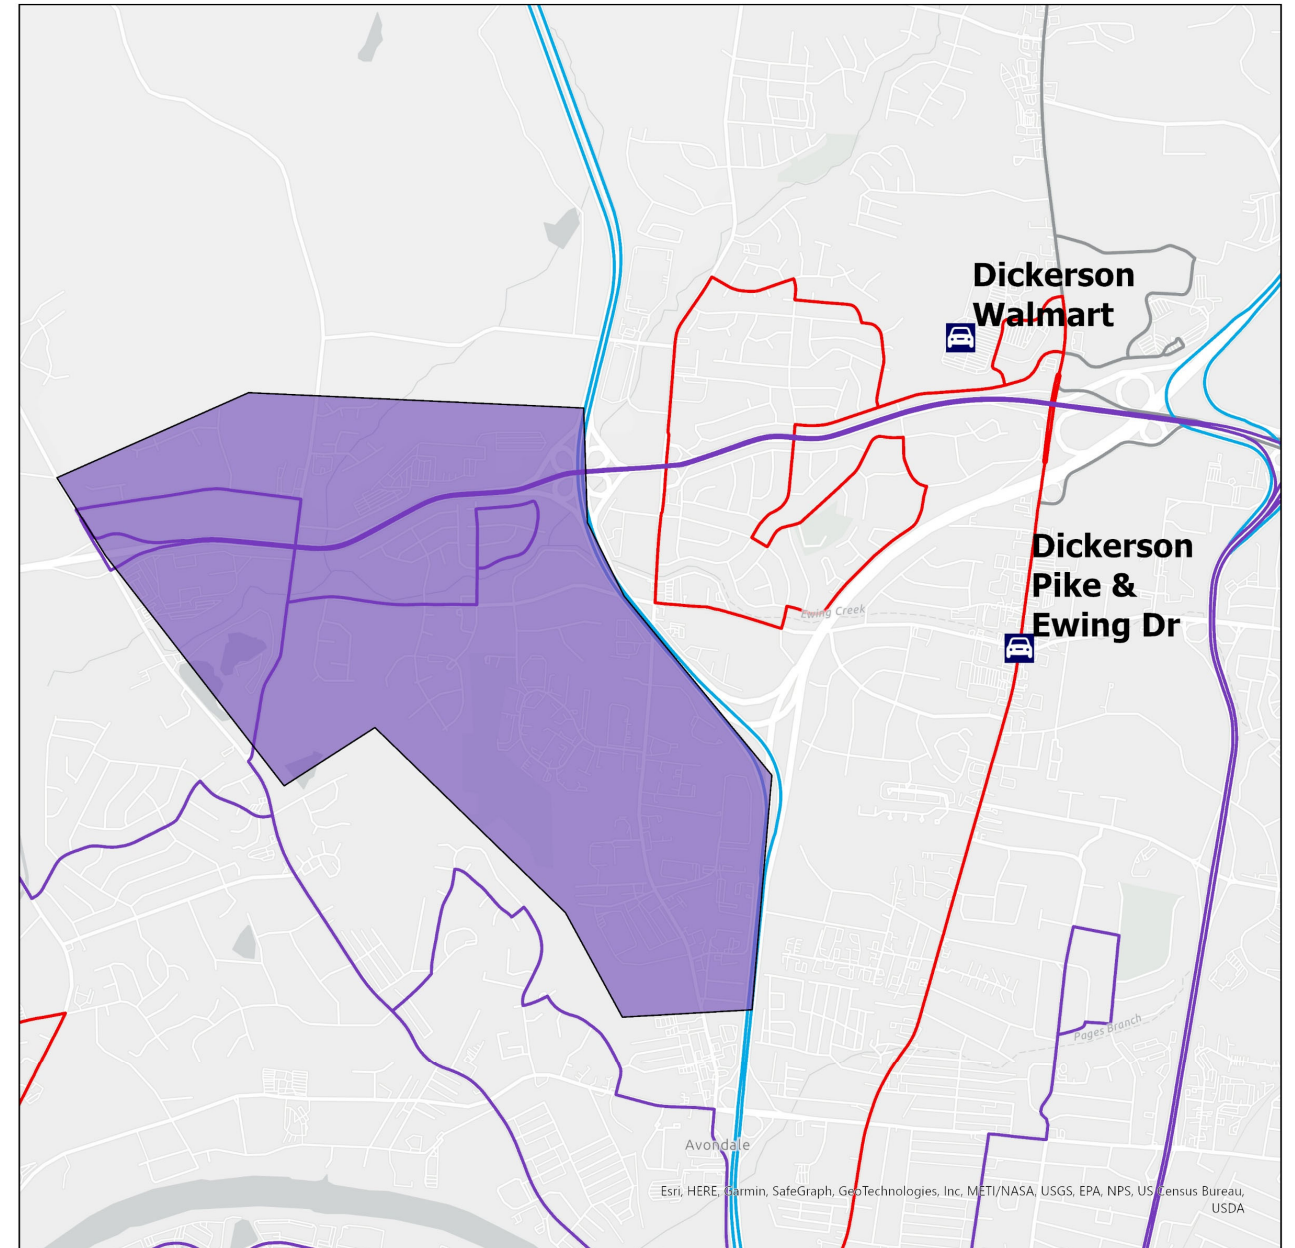 Dickerson
Walmart
Dickerson
Pike &
Ewing Dr
Ewing Creek
Pages Branch
Avondale
Esri, HERE, Garmin, SafeGraph, GeoTechnologies, Inc, METI/NASA, USGS, EPA, NPS, US Census Bureau,
USDA